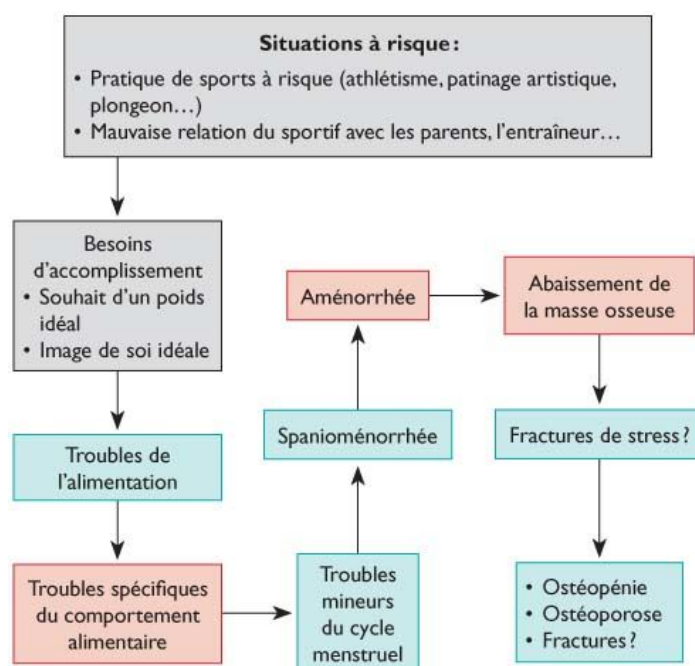 Situations à risque :
• Pratique de sports à risque (athlétisme, patinage artistique,
plongeon…)
• Mauvaise relation du sportif avec les parents, l'entraîneur…
Besoins
d'accomplissement
• Souhait d'un poids
idéal
• Image de soi idéale
Troubles de
l'alimentation
Troubles spécifiques
du comportement
alimentaire
Troubles
mineurs
du cycle
menstruel
Spanioménorrhée
Aménorrhée
Abaissement de
la masse osseuse
Fractures de stress ?
• Ostéopénie
• Ostéoporose
• Fractures ?